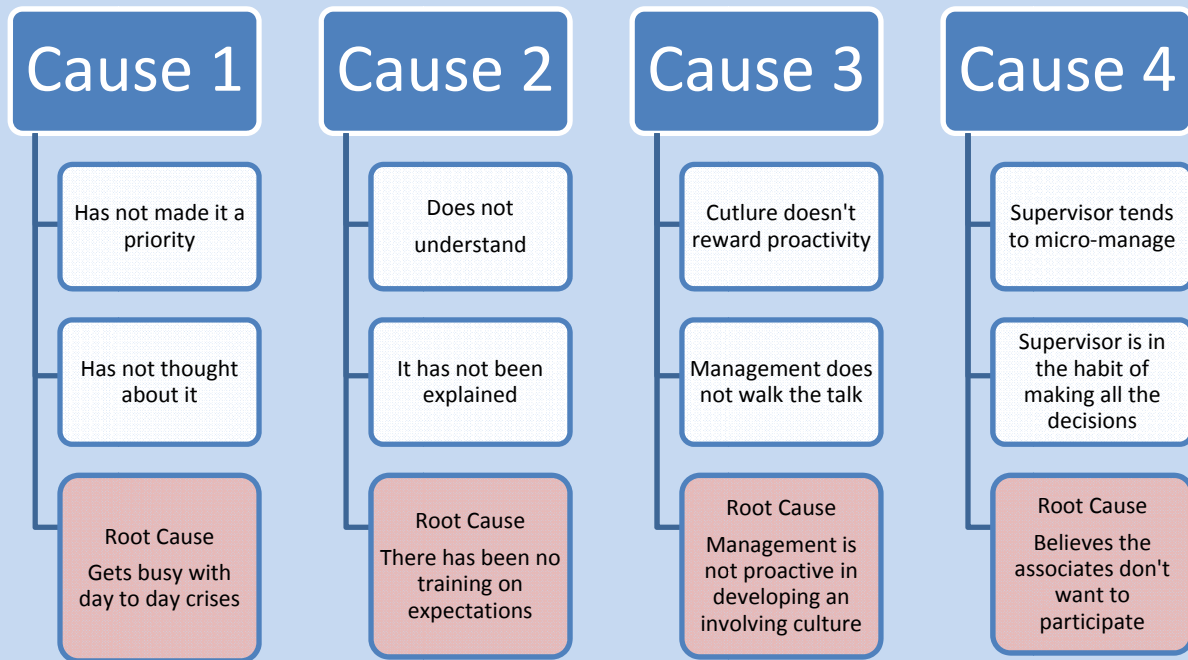 Cause 1
Has not made it a
priority
Has not thought
about it
Root Cause
Gets busy with
day to day crises
Cause 2
Does not
understand
It has not been
explained
Root Cause
There has been no
training on
expectations
Cause 3
Cutlure doesn't
reward proactivity
Management does
not walk the talk
Root Cause
Management is
not proactive in
developing an
involving culture
Cause 4
Supervisor tends
to micro-manage
Supervisor is in
the habit of
making all the
decisions
Root Cause
Believes the
associates don't
want to
participate